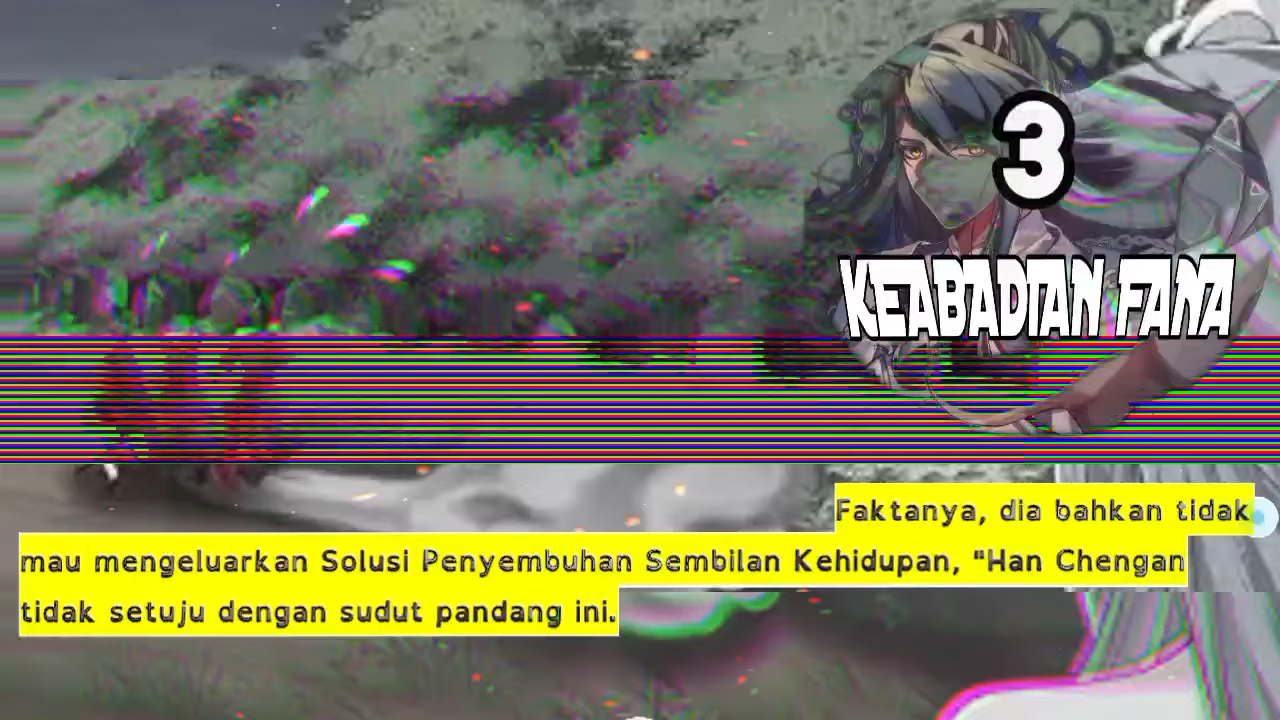 3
KEABADIAN FANA
Faktanya, dia bahkan tidak
mau mengeluarkan Solusi Penyembuhan Sembilan Kehidupan, "Han Chengan
tidak setuju dengan sudut pandang ini.